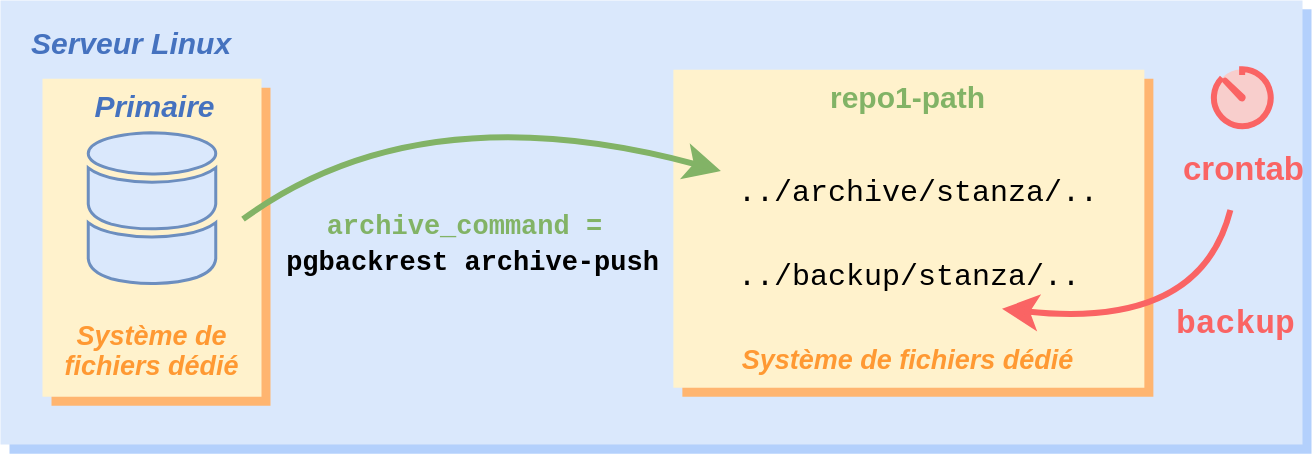 Serveur Linux
Primaire
Système de
fichiers dédié
archive_command =
pgbackrest archive-push
repo1-path
../archive/stanza/..
../backup/stanza/..
Système de fichiers dédié
crontab
backup